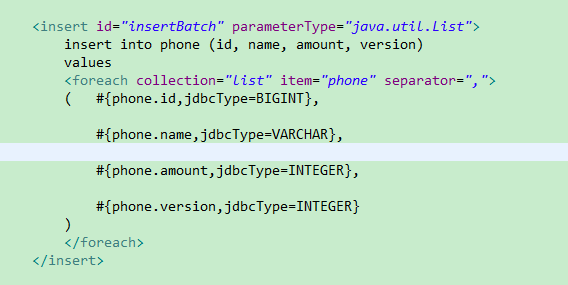 <insert id="insertBatch" parameterType="java.util.List">
insert into phone (id, name, amount, version)
values
<foreach collection="list" item="phone" separator=",">
( #{phone.id,jdbcType=BIGINT},
#{phone.name,jdbcType=VARCHAR},
#{phone.amount,jdbcType=INTEGER},
#{phone.version,jdbcType=INTEGER}
)
</foreach>
</insert>